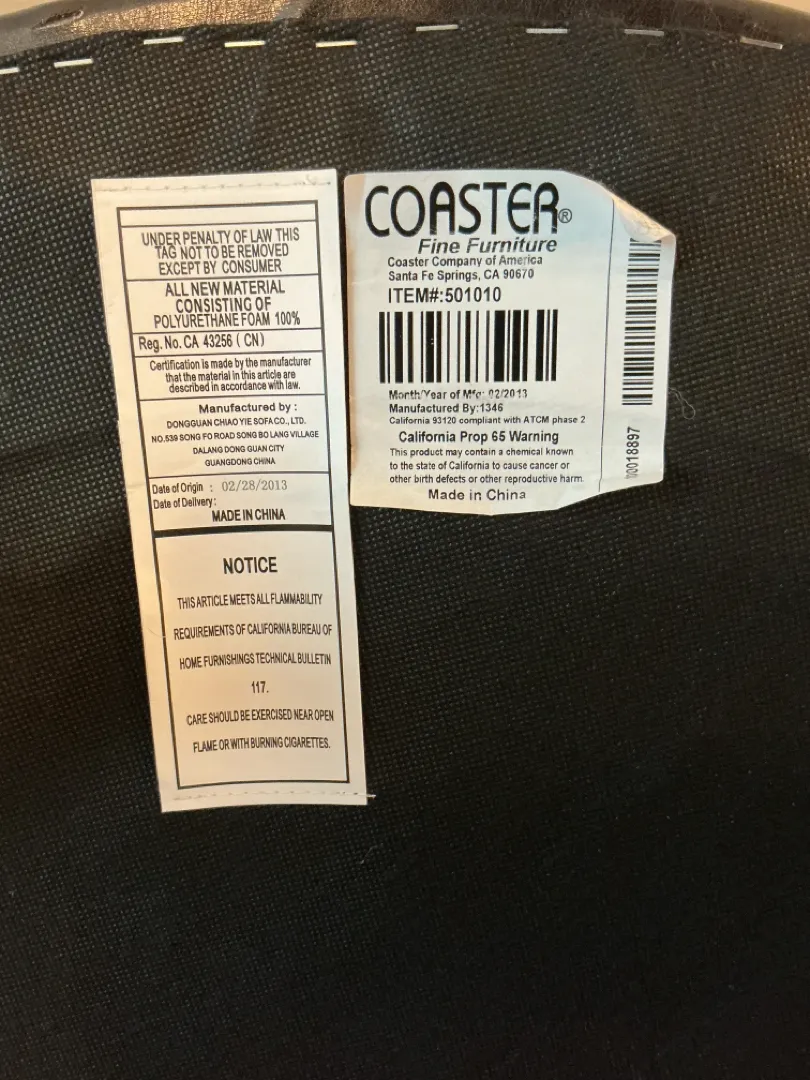 UNDER PENALTY OF LAW THIS
TAG NOT TO BE REMOVED
EXCEPT BY CONSUMER
ALL NEW MATERIAL
CONSISTING OF
POLYURETHANE FOAM 100%
Reg. No. CA 43256 ( CN )
Certification is made by the manufacturer
that the material in this article are
described in accordance with law.
Manufactured by :
DONGGUAN CHIAO YIE SOFA CO., LTD.
NO.539 SONG FO ROAD SONG BO LANG VILLAGE
DALANG DONG GUAN CITY
GUANGDONG CHINA
Date of Origin : 02/28/2013
Date of Delivery :
MADE IN CHINA
NOTICE
THIS ARTICLE MEETS ALL FLAMMABILITY
REQUIREMENTS OF CALIFORNIA BUREAU OF
HOME FURNISHINGS TECHNICAL BULLETIN
117.
CARE SHOULD BE EXERCISED NEAR OPEN
FLAME OR WITH BURNING CIGARETTES.
COASTER®
Fine Furniture
Coaster Company of America
Santa Fe Springs, CA 90670
ITEM#:501010
Month/Year of Mfg: 02/2013
Manufactured By:1346
California 93120 compliant with ATCM phase 2
California Prop 65 Warning
This product may contain a chemical known
to the state of California to cause cancer or
other birth defects or other reproductive harm.
Made in China
00018897